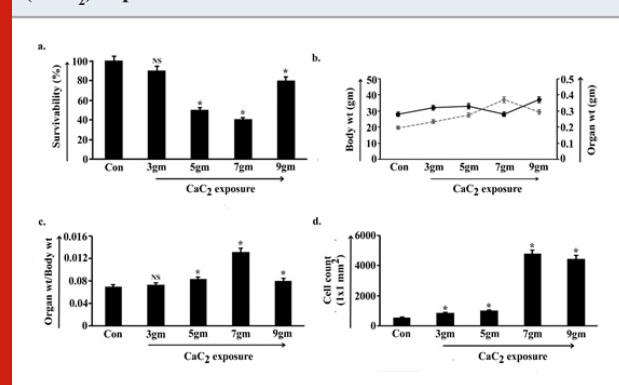 a.
Survivability (%)
100
80
60
40
20
0
NS
*
*
*
Con 3gm 5gm 7gm 9gm
CaC2 exposure
b.
Body wt (gm)
50
40
30
20
10
0
0.5
0.4
0.3
0.2
0.1
0
Organ wt (gm)
Con 3gm 5gm 7gm 9gm
CaC2 exposure
c.
Organ wt/Body wt
0.016
0.012
0.08
0.04
0
NS
*
*
*
Con 3gm 5gm 7gm 9gm
CaC2 exposure
d.
Cell count
(1x1 mm²)
6000
4000
2000
0
*
*
*
*
Con 3gm 5gm 7gm 9gm
CaC2 exposure